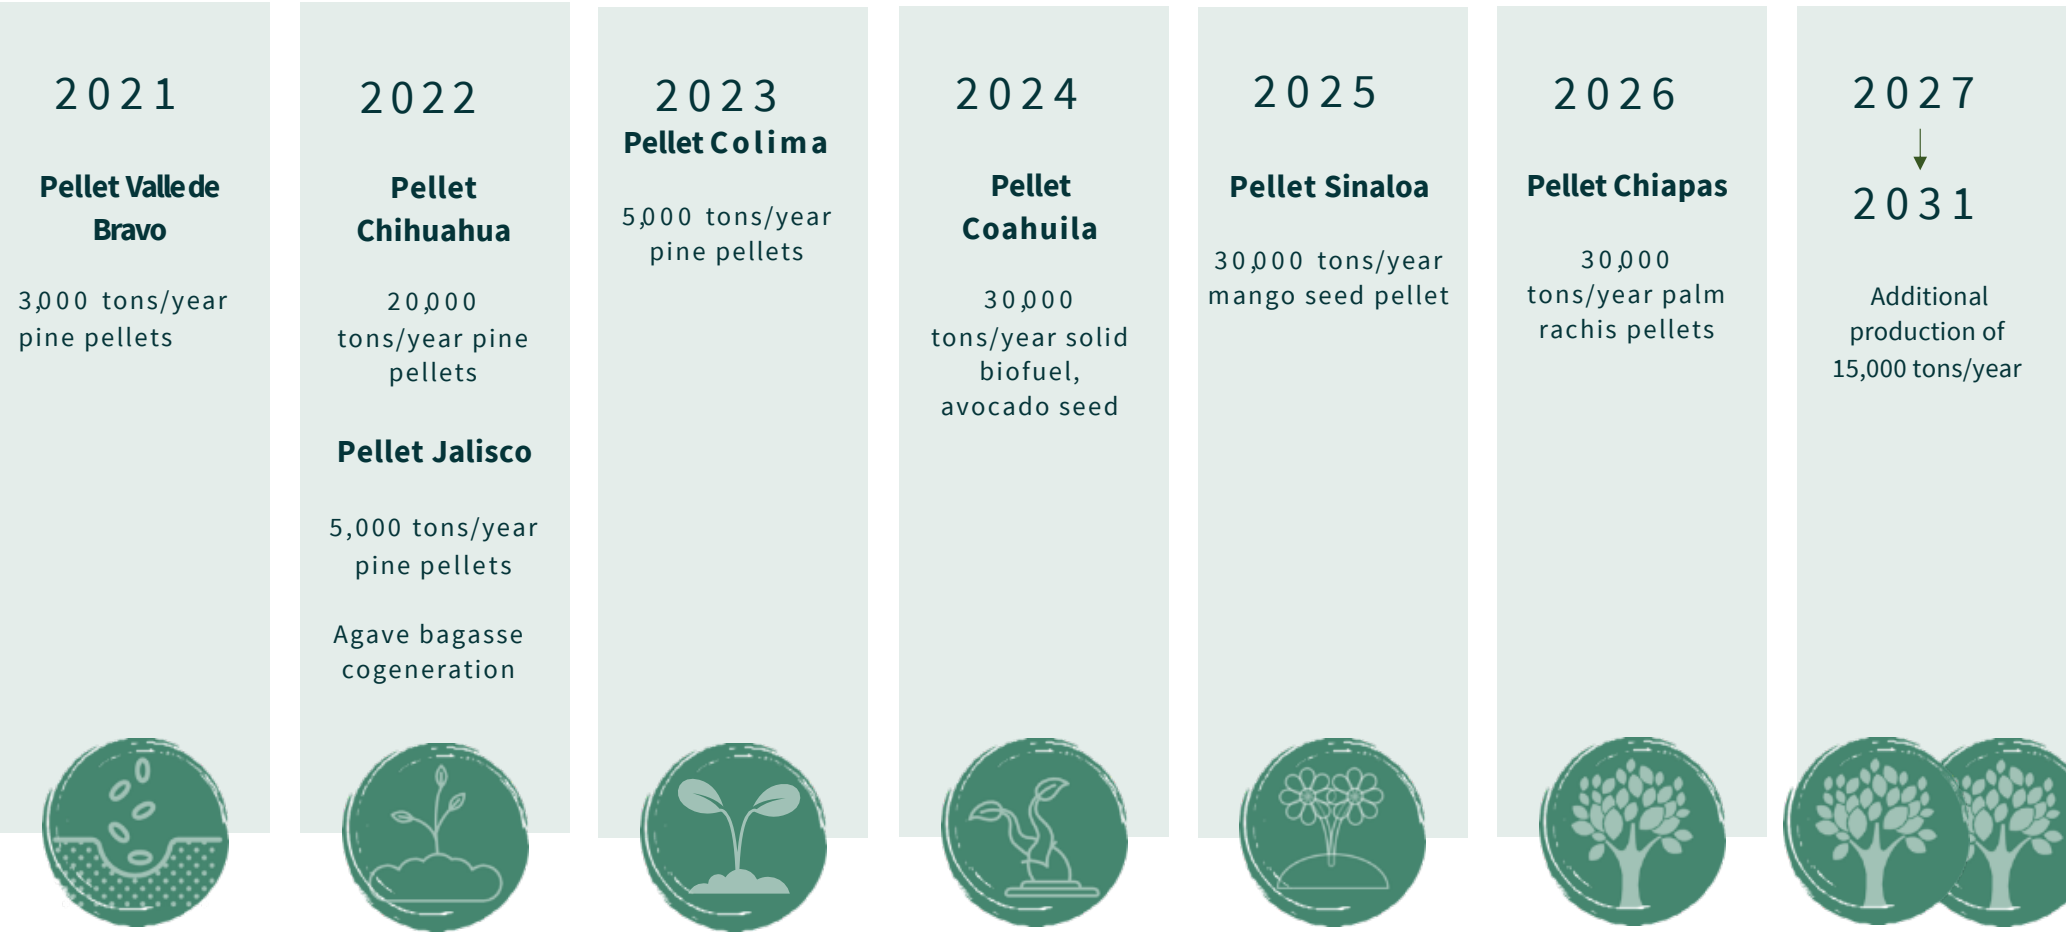 2021
Pellet Valle de
Bravo
3,000 tons/year
pine pellets
2022
Pellet
Chihuahua
20,000
tons/year pine
pellets
Pellet Jalisco
5,000 tons/year
pine pellets
Agave bagasse
cogeneration
2023
Pellet Colima
5,000 tons/year
pine pellets
2024
Pellet
Coahuila
30,000
tons/year solid
biofuel,
avocado seed
2025
Pellet Sinaloa
30,000 tons/year
mango seed pellet
2026
Pellet Chiapas
30,000
tons/year palm
rachis pellets
2027
2031
Additional
production of
15,000 tons/year